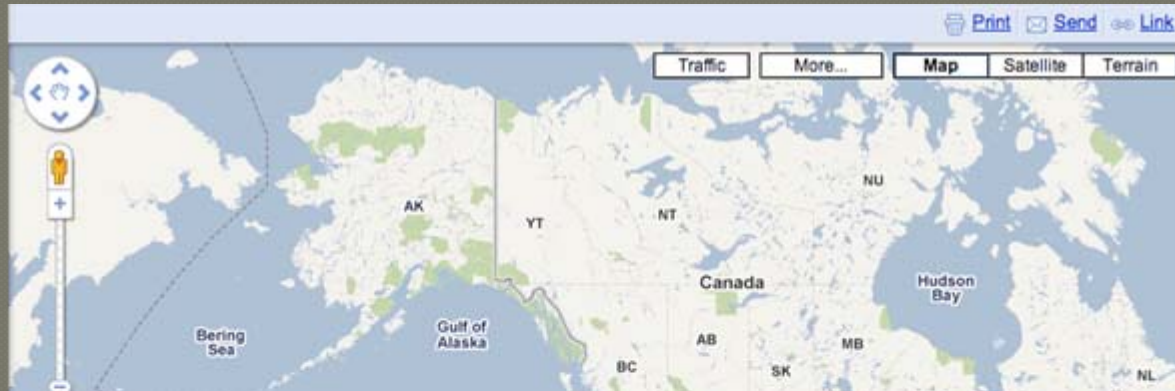 Print Send Link
Traffic More... Map Satellite Terrain
NU
AK
NT
YT
Canada
Hudson
Bay
Gulf of
Alaska
Bering
Sea
AB
MB
BC
SK
NL